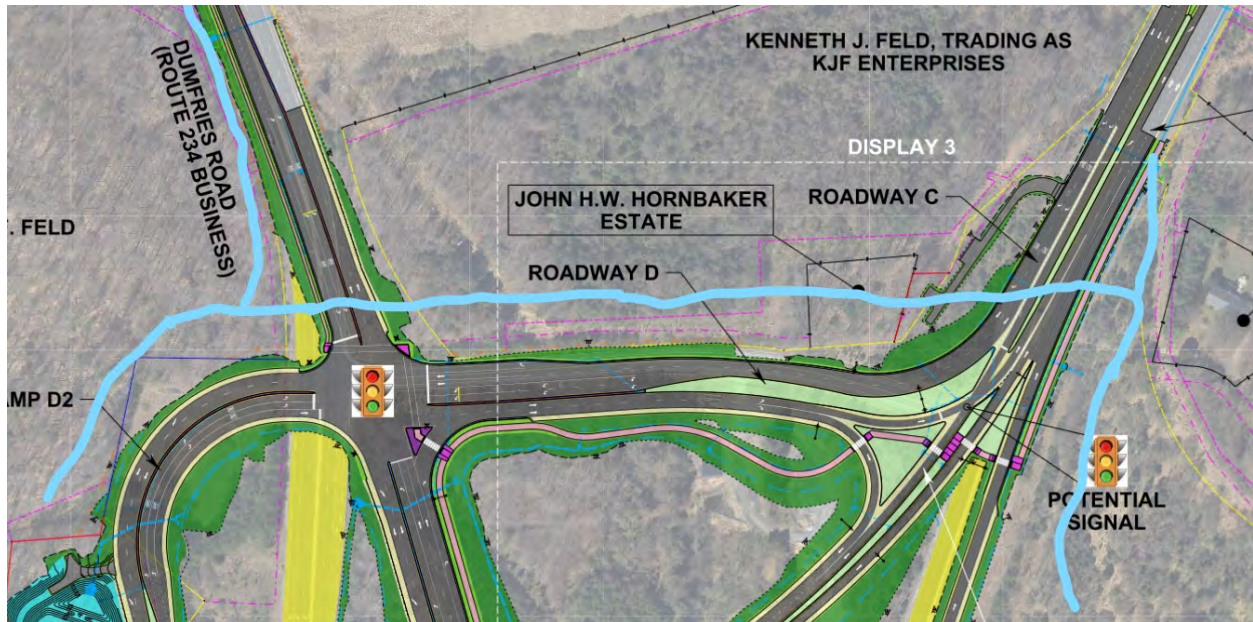 KENNETH J. FELD, TRADING AS
KJF ENTERPRISES
DUMFRIES ROAD
(ROUTE 234 BUSINESS)
DISPLAY 3
JOHN H.W. HORNBAKER
ESTATE
ROADWAY C
. FELD
ROADWAY D
AMP D2
POTENTIAL
SIGNAL